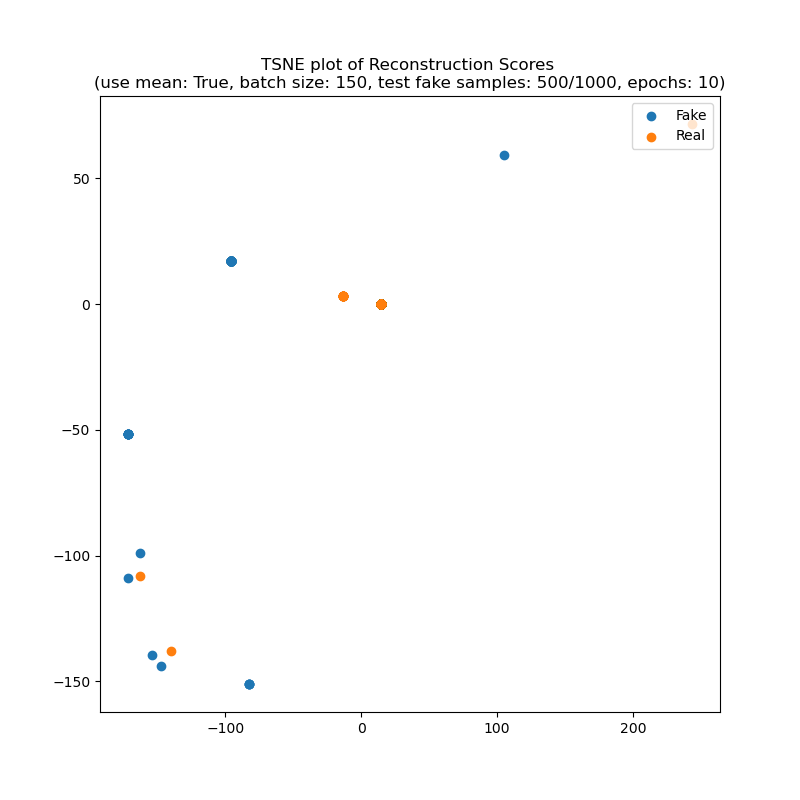 TSNE plot of Reconstruction Scores
(use mean: True, batch size: 150, test fake samples: 500/1000, epochs: 10)
Fake
Real
50
0
−50
−100
−150
−100
0
100
200